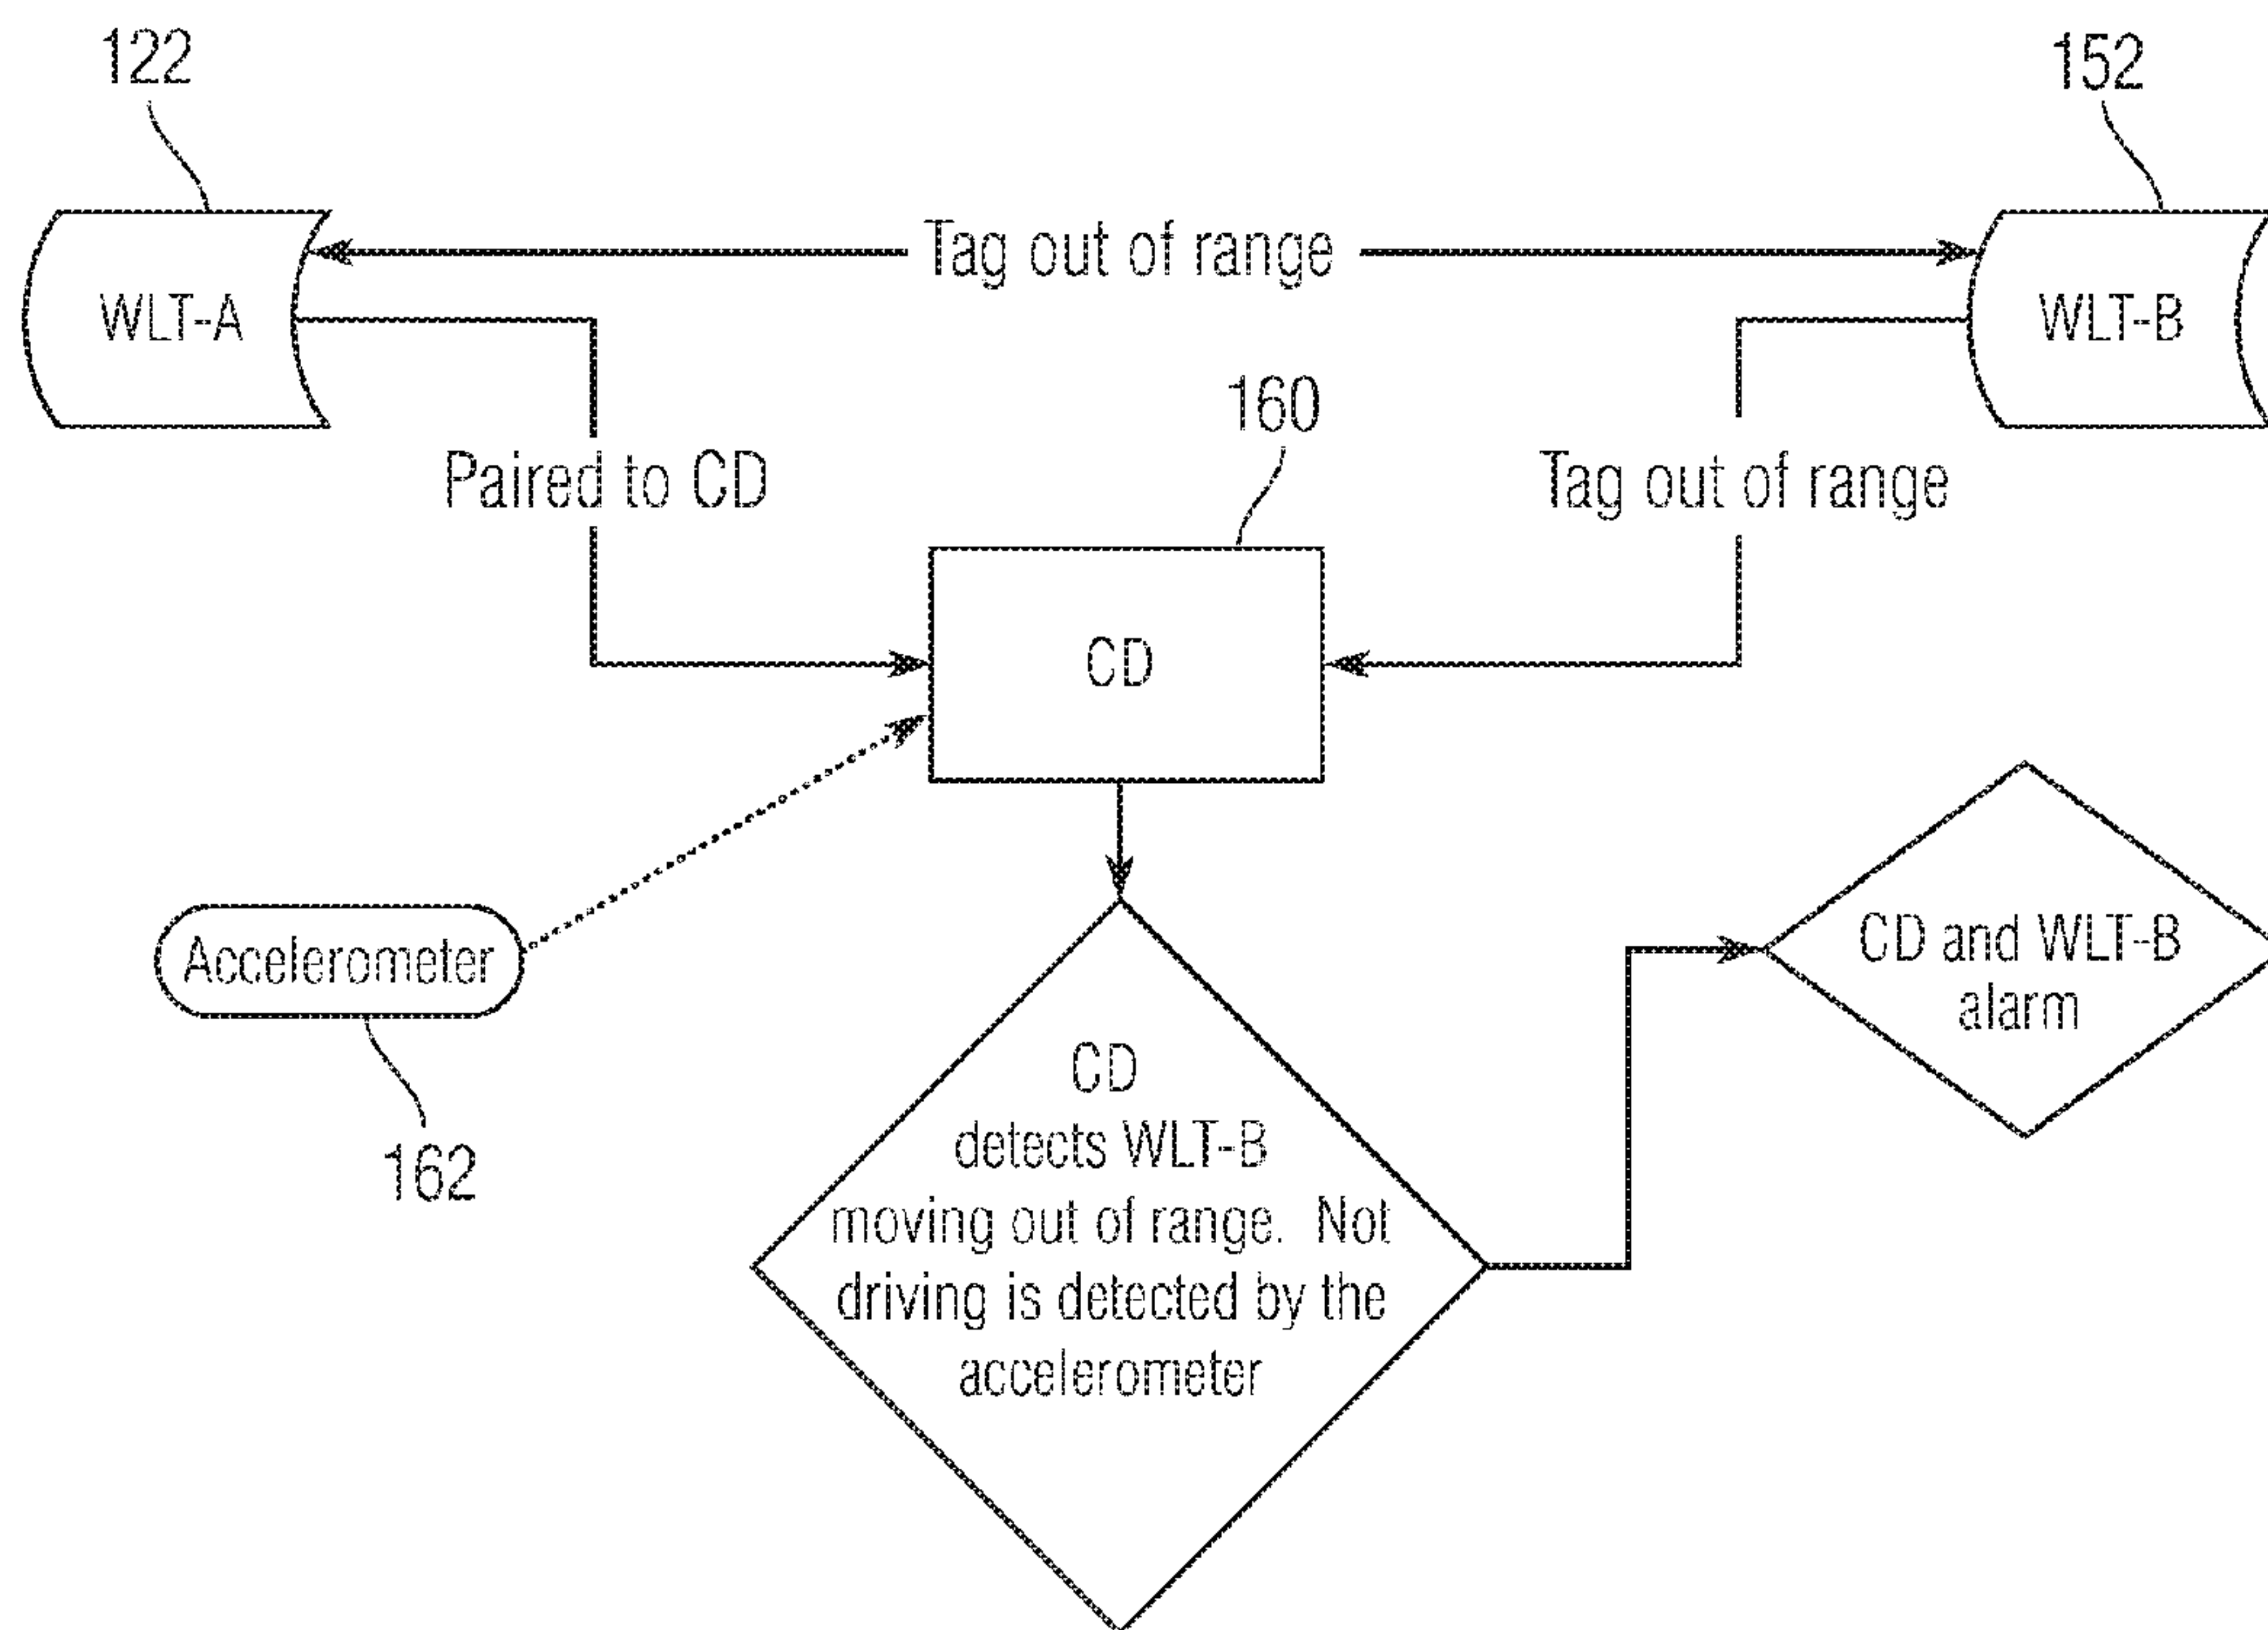 122
152
Tag out of range
WLT-A
WLT-B
160
Paired to CD
Tag out of range
CD
Accelerometer
CD and WLT-B
alarm
162
CD
detects WLT-B
moving out of range.  Not
driving is detected by the
accelerometer